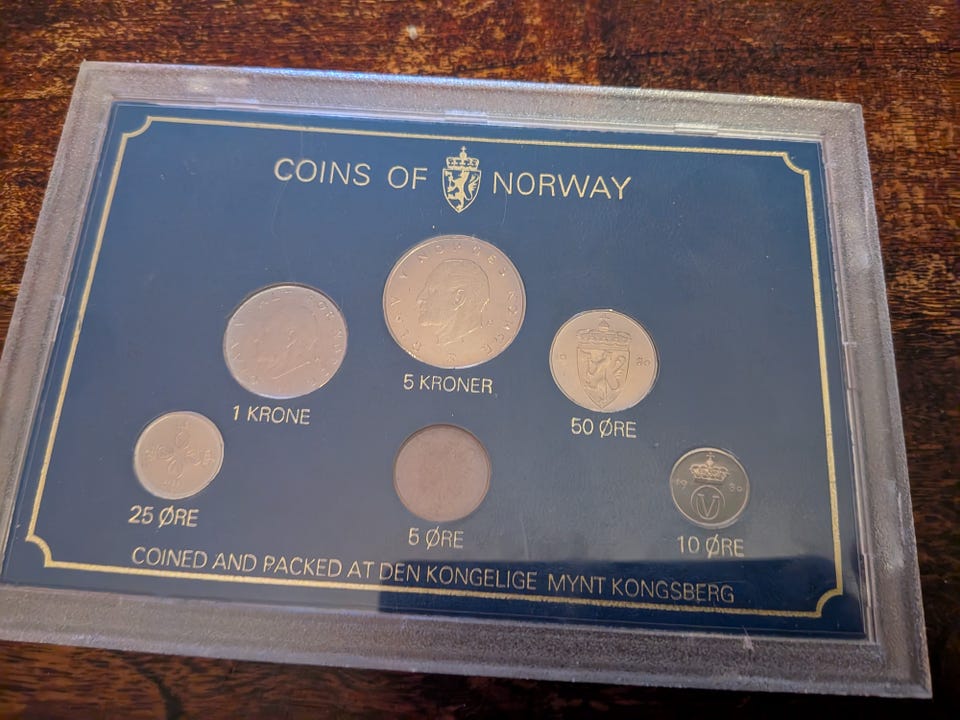 COINS OF NORWAY
5 KRONER
1 KRONE
50 ØRE
25 ØRE
5 ØRE
10 ØRE
COINED AND PACKED AT DEN KONGELIGE MYNT KONGSBERG